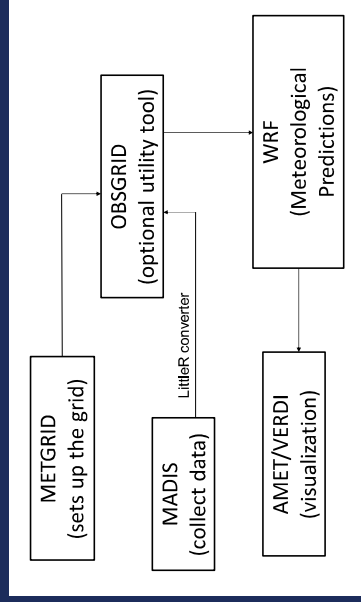 METGRID
(sets up the grid)
OBSGRID
(optional utility tool)
MADIS
(collect data)
LittleR converter
WRF
(Meteorological
Predictions)
AMET/VERDI
(visualization)